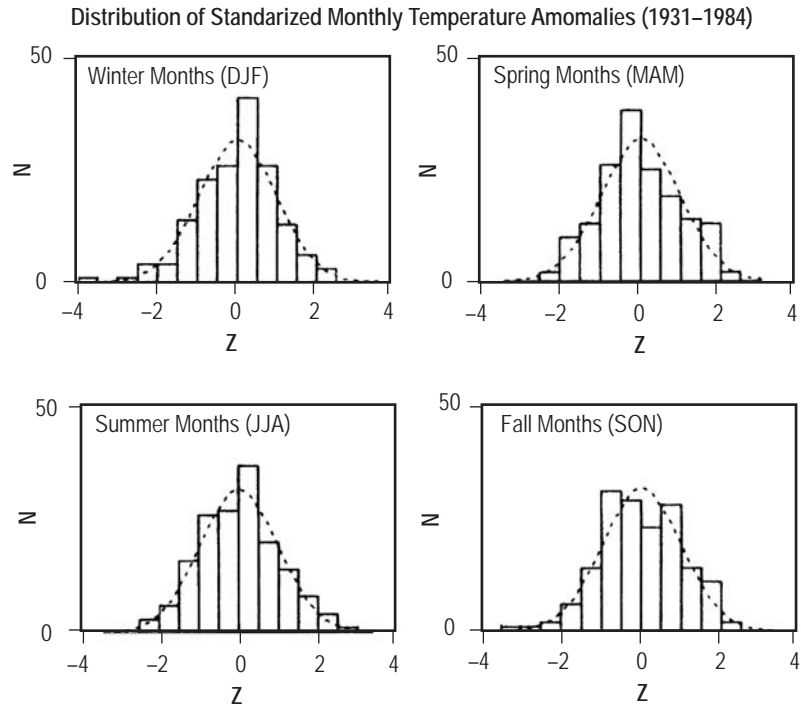 Distribution of Standarized Monthly Temperature Amomalies (1931–1984)
50
Winter Months (DJF)
N
0
–4 –2 0 2 4
Z
50
Spring Months (MAM)
N
0
–4 –2 0 2 4
Z
50
Summer Months (JJA)
N
0
–4 –2 0 2 4
Z
50
Fall Months (SON)
N
0
–4 –2 0 2 4
Z